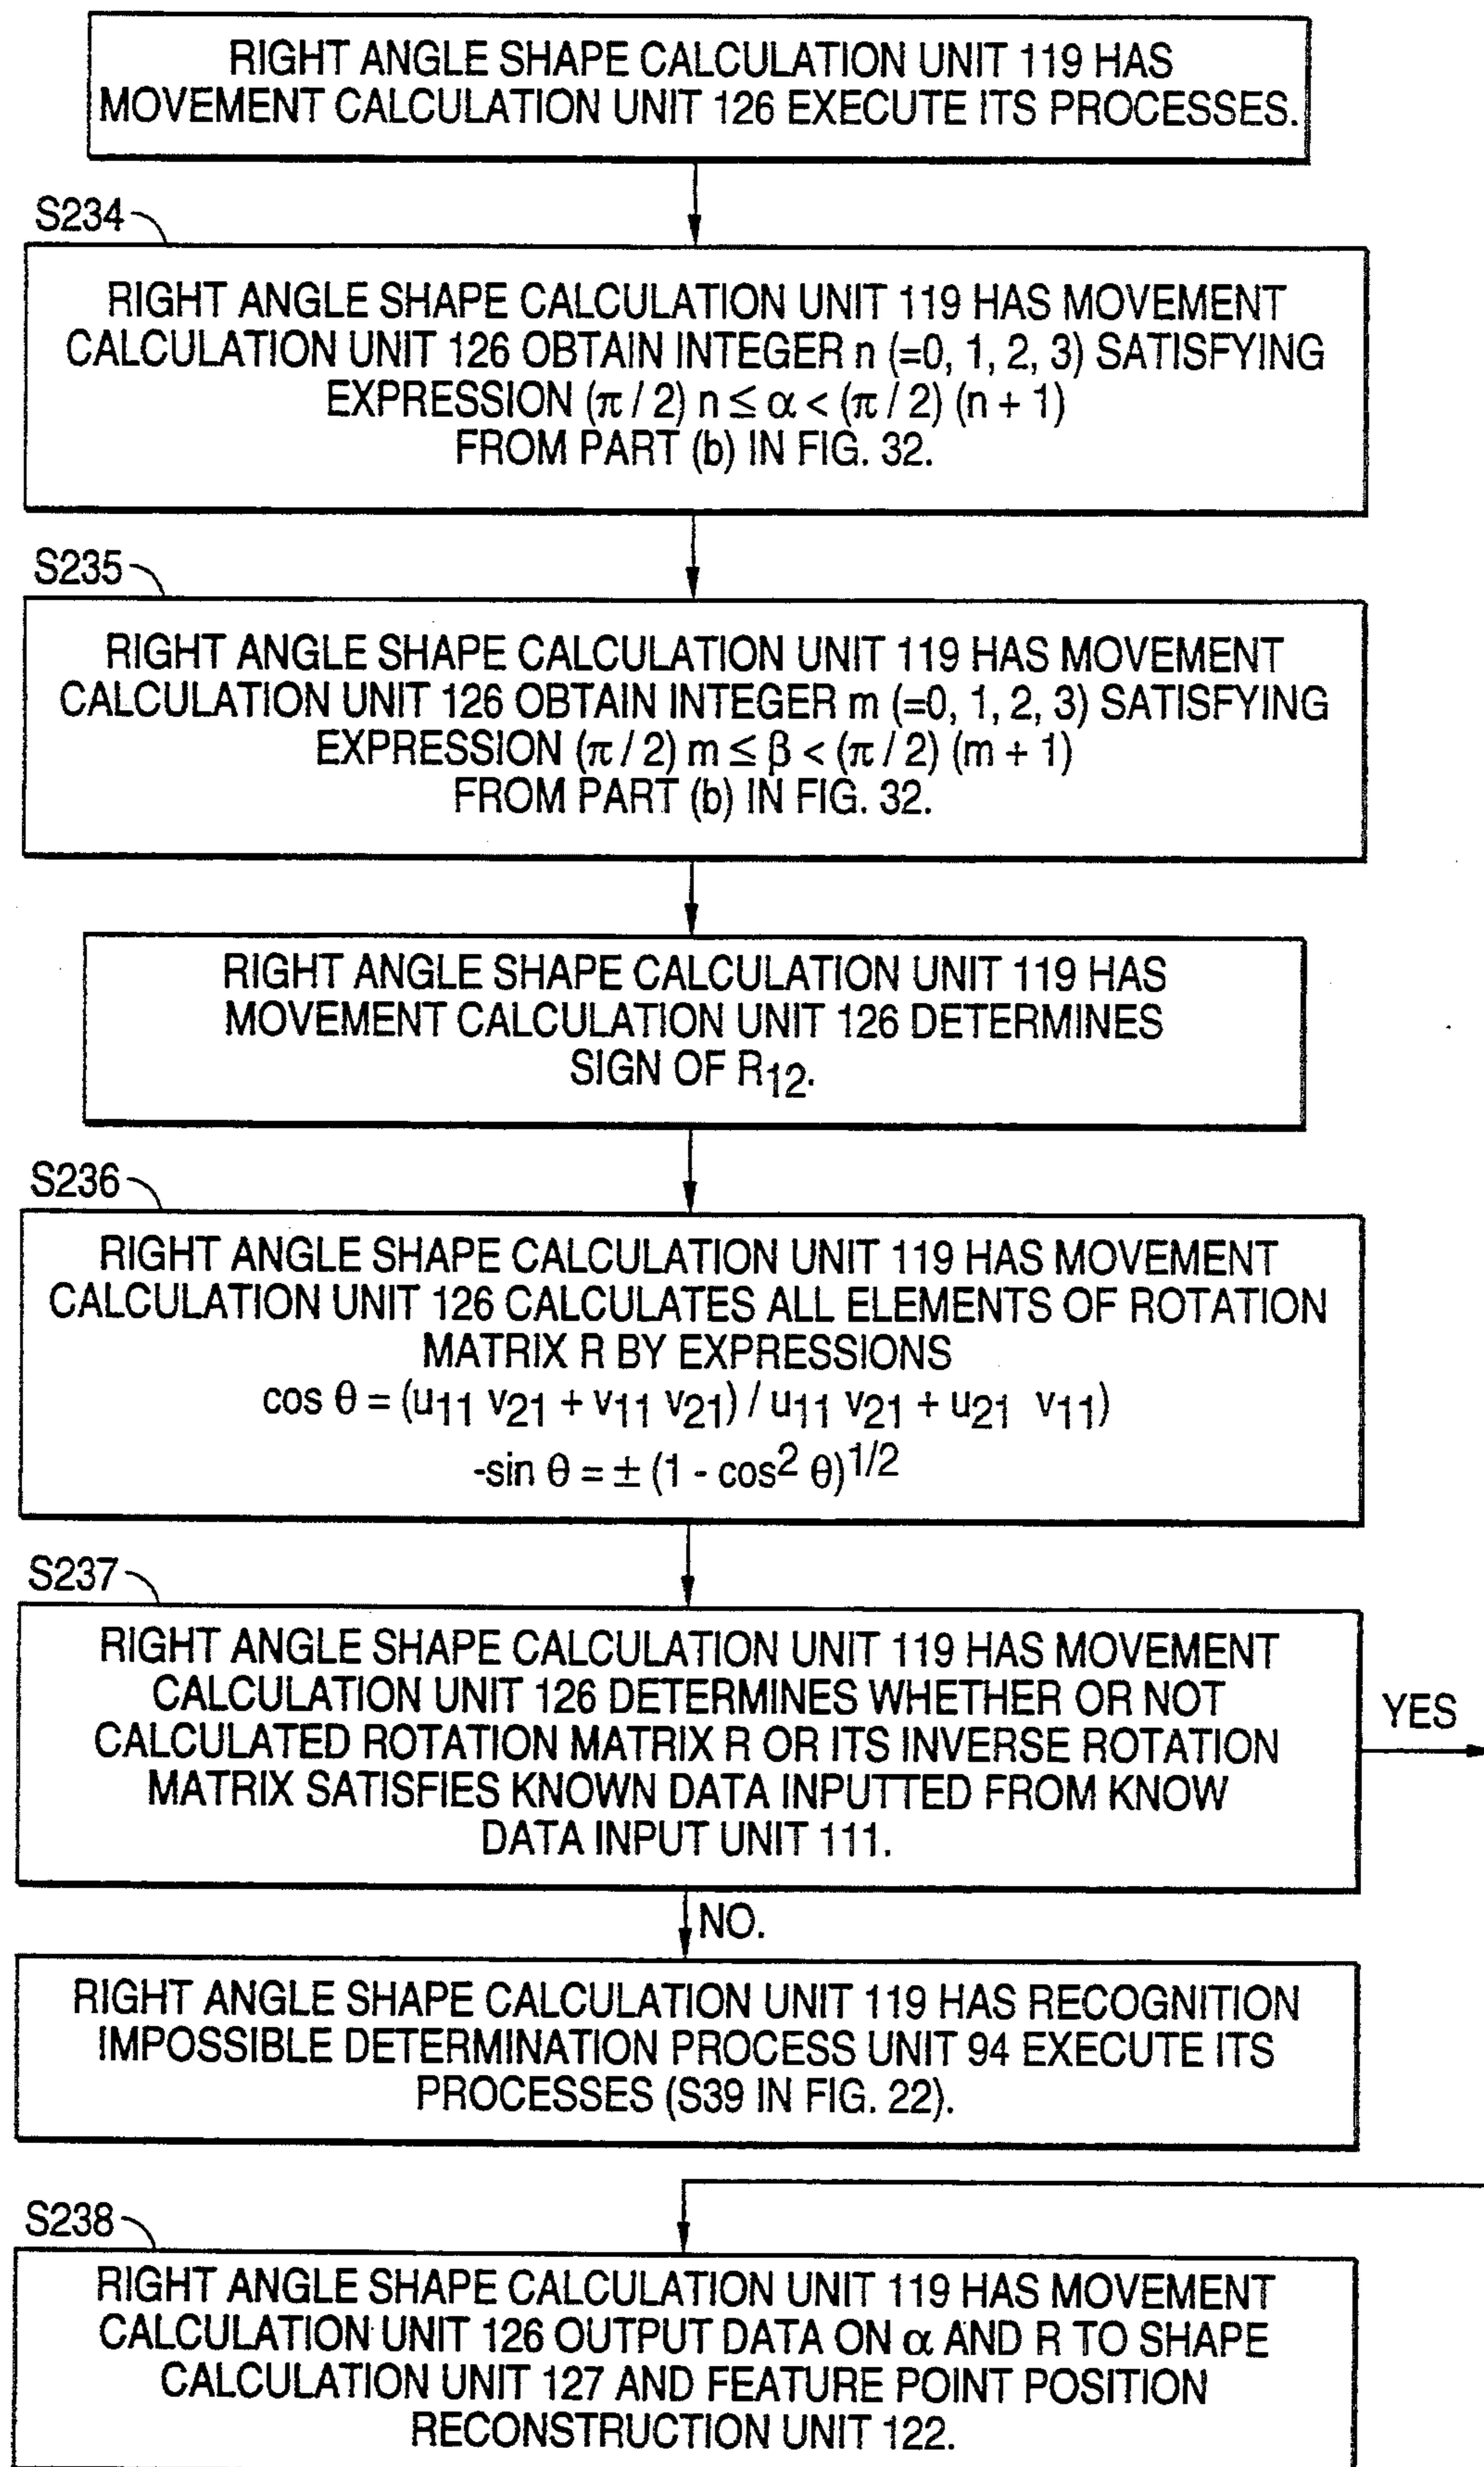 RIGHT ANGLE SHAPE CALCULATION UNIT 119 HAS
MOVEMENT CALCULATION UNIT 126 EXECUTE ITS PROCESSES.
S234
RIGHT ANGLE SHAPE CALCULATION UNIT 119 HAS MOVEMENT
CALCULATION UNIT 126 OBTAIN INTEGER n (=0, 1, 2, 3) SATISFYING
EXPRESSION (π / 2) n ≤ α < (π / 2) (n + 1)
FROM PART (b) IN FIG. 32.
S235
RIGHT ANGLE SHAPE CALCULATION UNIT 119 HAS MOVEMENT
CALCULATION UNIT 126 OBTAIN INTEGER m (=0, 1, 2, 3) SATISFYING
EXPRESSION (π / 2) m ≤ β < (π / 2) (m + 1)
FROM PART (b) IN FIG. 32.
RIGHT ANGLE SHAPE CALCULATION UNIT 119 HAS
MOVEMENT CALCULATION UNIT 126 DETERMINES
SIGN OF R12.
S236
RIGHT ANGLE SHAPE CALCULATION UNIT 119 HAS MOVEMENT
CALCULATION UNIT 126 CALCULATES ALL ELEMENTS OF ROTATION
MATRIX R BY EXPRESSIONS
cos θ = (u11 v21 + v11 v21) / u11 v21 + u21 v11)
-sin θ = ± (1 - cos2 θ)1/2
S237
RIGHT ANGLE SHAPE CALCULATION UNIT 119 HAS MOVEMENT
CALCULATION UNIT 126 DETERMINES WHETHER OR NOT
CALCULATED ROTATION MATRIX R OR ITS INVERSE ROTATION
MATRIX SATISFIES KNOWN DATA INPUTTED FROM KNOW
DATA INPUT UNIT 111.
YES
NO.
RIGHT ANGLE SHAPE CALCULATION UNIT 119 HAS RECOGNITION
IMPOSSIBLE DETERMINATION PROCESS UNIT 94 EXECUTE ITS
PROCESSES (S39 IN FIG. 22).
S238
RIGHT ANGLE SHAPE CALCULATION UNIT 119 HAS MOVEMENT
CALCULATION UNIT 126 OUTPUT DATA ON α AND R TO SHAPE
CALCULATION UNIT 127 AND FEATURE POINT POSITION
RECONSTRUCTION UNIT 122.